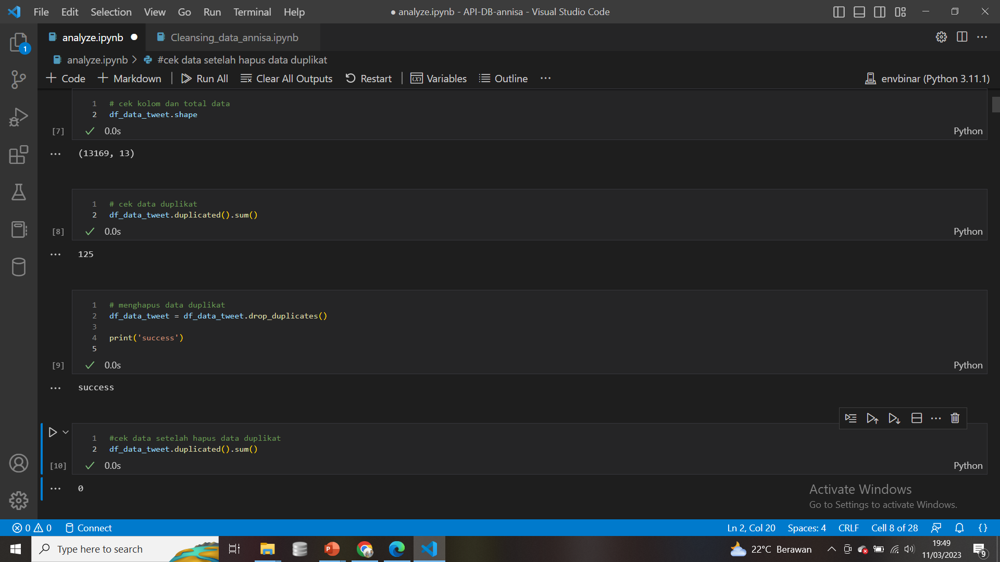 File Edit Selection View Go Run Terminal Help
● analyze.ipynb - API-DB-annisa - Visual Studio Code
analyze.ipynb ●
Cleansing_data_annisa.ipynb
1
analyze.ipynb > #cek data setelah hapus data duplikat
+ Code + Markdown | Run All Clear All Outputs Restart | Variables Outline ...
envbinar (Python 3.11.1)
1 # cek kolom dan total data
2 df_data_tweet.shape
[7] ✓ 0.0s Python
... (13169, 13)
1 # cek data duplikat
2 df_data_tweet.duplicated().sum()
[8] ✓ 0.0s Python
... 125
1 # menghapus data duplikat
2 df_data_tweet = df_data_tweet.drop_duplicates()
3
4 print('success')
5
[9] ✓ 0.0s Python
... success
1 #cek data setelah hapus data duplikat
2 df_data_tweet.duplicated().sum()
[10] ✓ 0.0s Python
... 0
Activate Windows
Go to Settings to activate Windows.
0 0 Connect
Ln 2, Col 20 Spaces: 4 CRLF Cell 8 of 28
Type here to search
22°C Berawan
19:49
11/03/2023
9